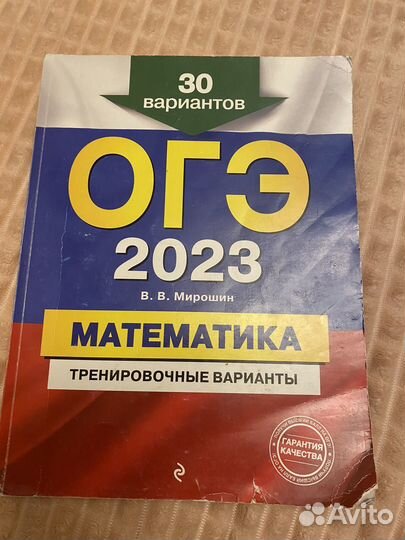 30
вариантов
ОГЭ
2023
В. В. Мирошин
МАТЕМАТИКА
ТРЕНИРОВОЧНЫЕ ВАРИАНТЫ
ГАРАНТИЯ
КАЧЕСТВА
Avito